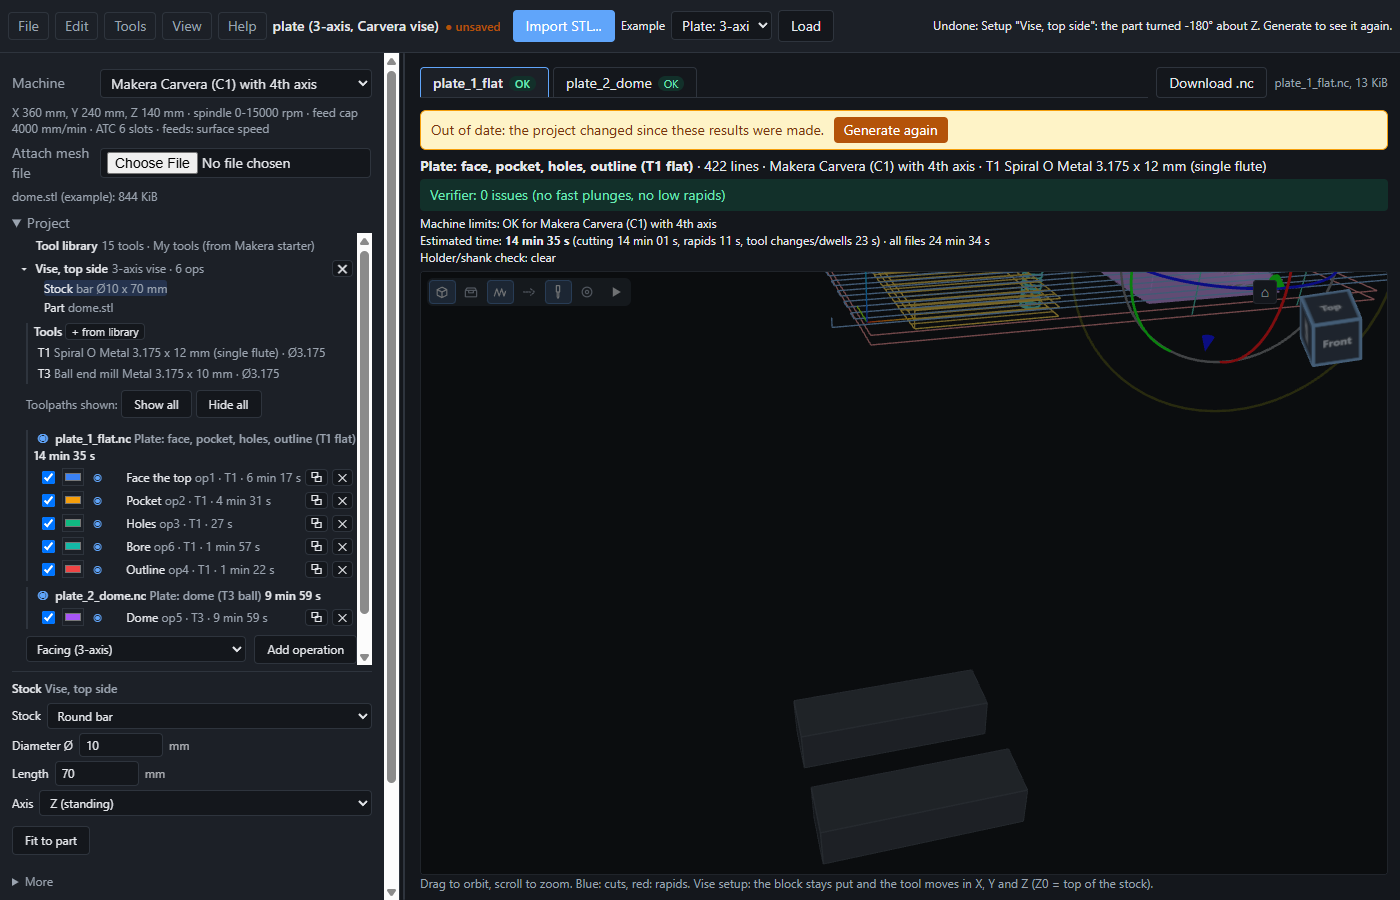 File Edit Tools View Help plate (3-axis, Carvera vise) ● unsaved Import STL... Example Plate: 3-axi Load Undone: Setup "Vise, top side": the part turned -180° about Z. Generate to see it again.
Machine Makera Carvera (C1) with 4th axis
X 360 mm, Y 240 mm, Z 140 mm · spindle 0-15000 rpm · feed cap
4000 mm/min · ATC 6 slots · feeds: surface speed
Attach mesh file Choose File No file chosen
dome.stl (example): 844 KiB
▼ Project
Tool library 15 tools · My tools (from Makera starter)
Vise, top side 3-axis vise · 6 ops
Stock bar Ø10 x 70 mm
Part dome.stl
Tools + from library
T1 Spiral O Metal 3.175 x 12 mm (single flute) · Ø3.175
T3 Ball end mill Metal 3.175 x 10 mm · Ø3.175
Toolpaths shown: Show all Hide all
plate_1_flat.nc Plate: face, pocket, holes, outline (T1 flat)
14 min 35 s
Face the top op1 · T1 · 6 min 17 s
Pocket op2 · T1 · 4 min 31 s
Holes op3 · T1 · 27 s
Bore op6 · T1 · 1 min 57 s
Outline op4 · T1 · 1 min 22 s
plate_2_dome.nc Plate: dome (T3 ball) 9 min 59 s
Dome op5 · T3 · 9 min 59 s
Facing (3-axis) Add operation
Stock Vise, top side
Stock Round bar
Diameter Ø 10 mm
Length 70 mm
Axis Z (standing)
Fit to part
▶ More
plate_1_flat OK plate_2_dome OK Download .nc plate_1_flat.nc, 13 KiB
Out of date: the project changed since these results were made. Generate again
Plate: face, pocket, holes, outline (T1 flat) · 422 lines · Makera Carvera (C1) with 4th axis · T1 Spiral O Metal 3.175 x 12 mm (single flute)
Verifier: 0 issues (no fast plunges, no low rapids)
Machine limits: OK for Makera Carvera (C1) with 4th axis
Estimated time: 14 min 35 s (cutting 14 min 01 s, rapids 11 s, tool changes/dwells 23 s) · all files 24 min 34 s
Holder/shank check: clear
Top
Front
Drag to orbit, scroll to zoom. Blue: cuts, red: rapids. Vise setup: the block stays put and the tool moves in X, Y and Z (Z0 = top of the stock).